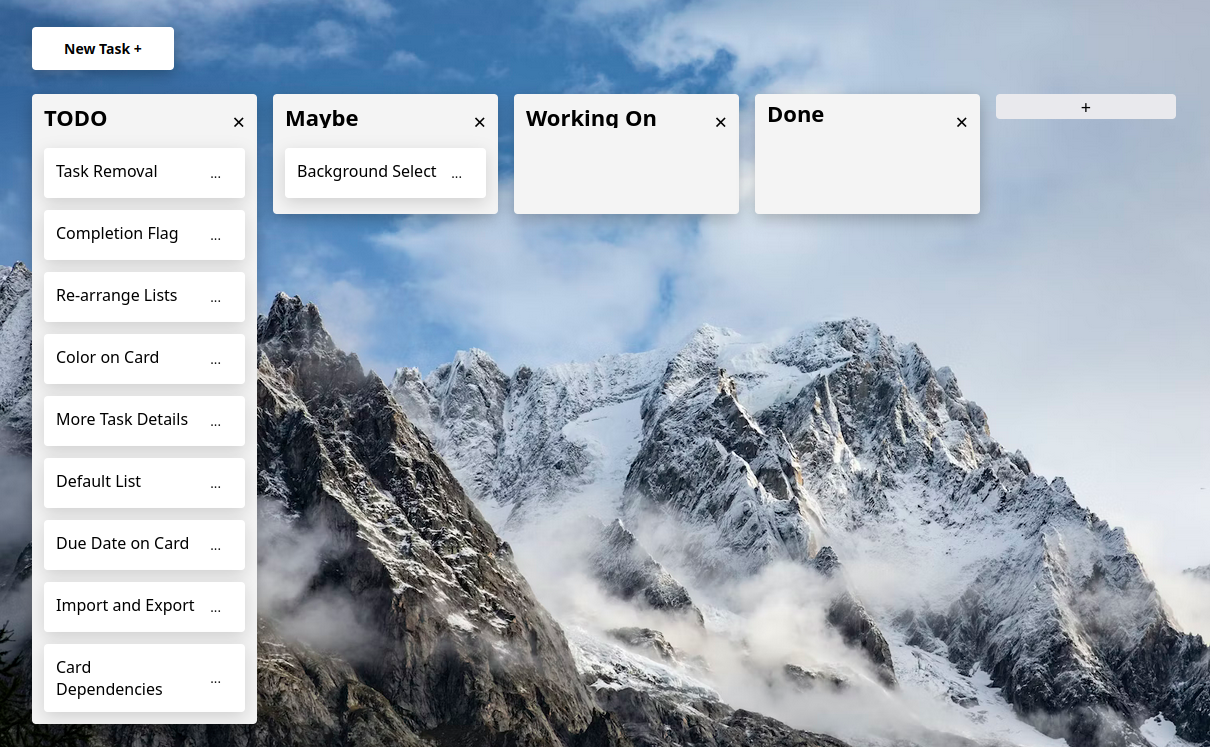 New Task +
TODO ×
Task Removal ...
Completion Flag ...
Re-arrange Lists ...
Color on Card ...
More Task Details ...
Default List ...
Due Date on Card ...
Import and Export ...
Card
Dependencies ...
Maybe ×
Background Select ...
Working On ×
Done ×
+